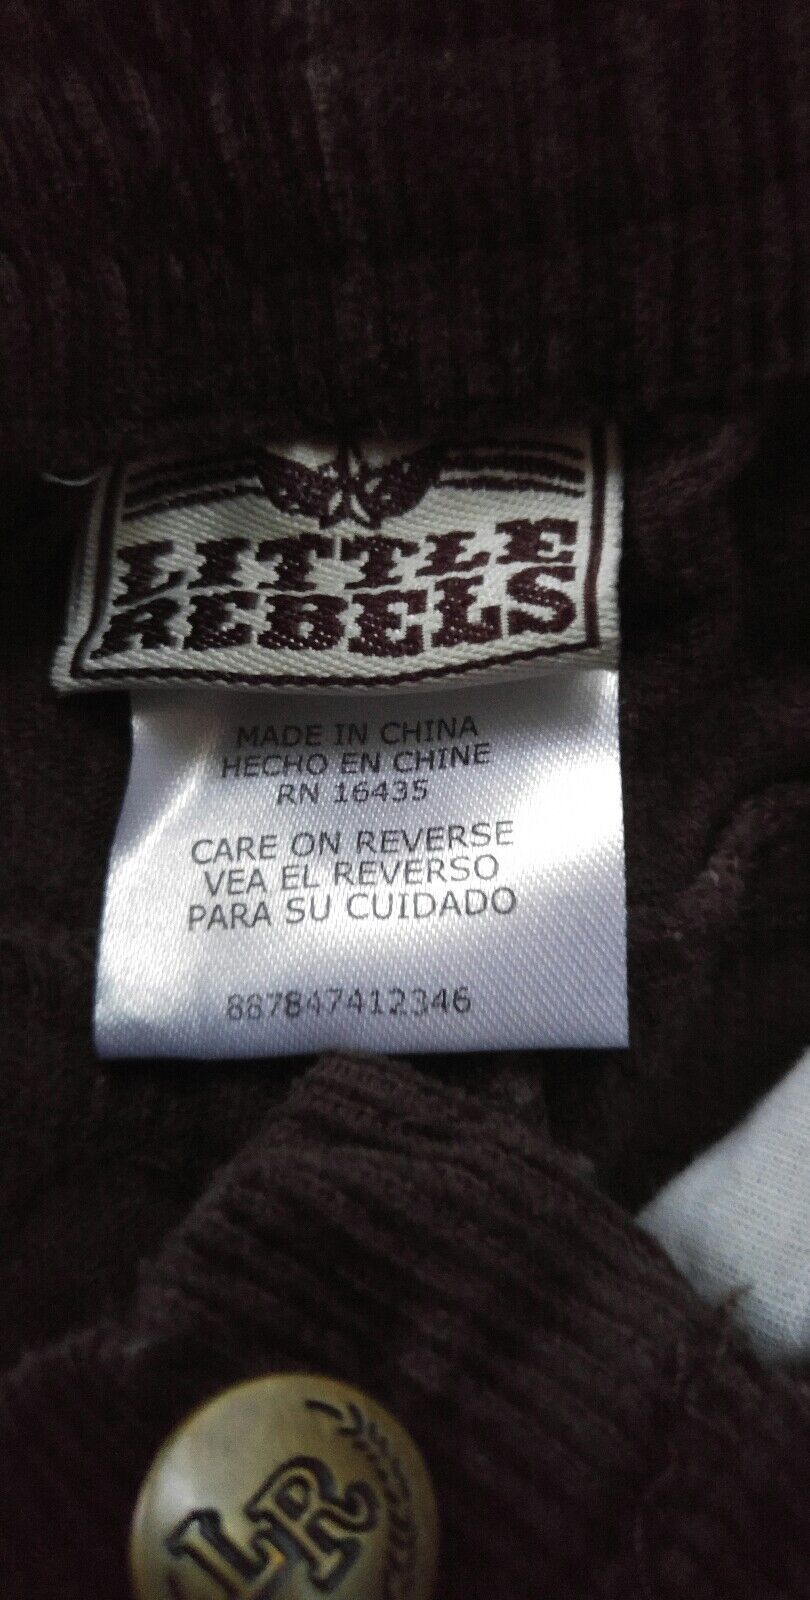 LITTLE
REBELS
MADE IN CHINA
HECHO EN CHINE
RN 16435
CARE ON REVERSE
VEA EL REVERSO
PARA SU CUIDADO
887847412346
LR